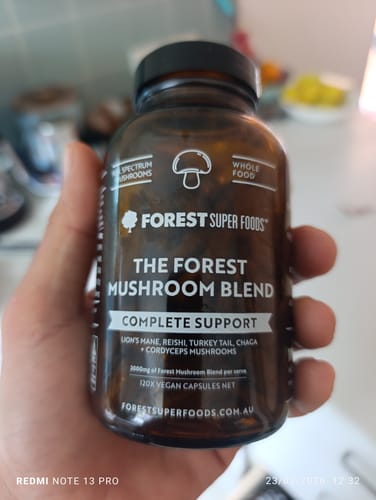 SPECTRUM
MUSHROOMS
WHOLE
FOOD
FOREST SUPER FOODS
THE FOREST
MUSHROOM BLEND
COMPLETE SUPPORT
LION'S MANE, REISHI, TURKEY TAIL, CHAGA
+ CORDYCEPS MUSHROOMS
3000mg of Forest Mushroom Blend per serve
120X VEGAN CAPSULES NET
FORESTSUPERFOODS.COM.AU
REDMI NOTE 13 PRO
12:32